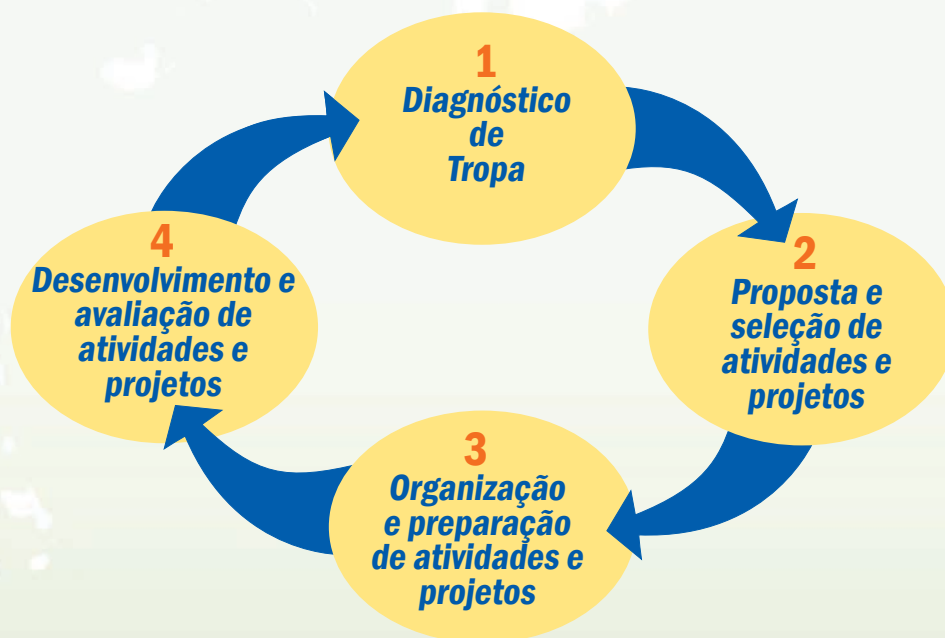 1
Diagnóstico
de
Tropa
2
Proposta e
seleção de
atividades e
projetos
3
Organização
e preparação
de atividades e
projetos
4
Desenvolvimento e
avaliação de
atividades e
projetos